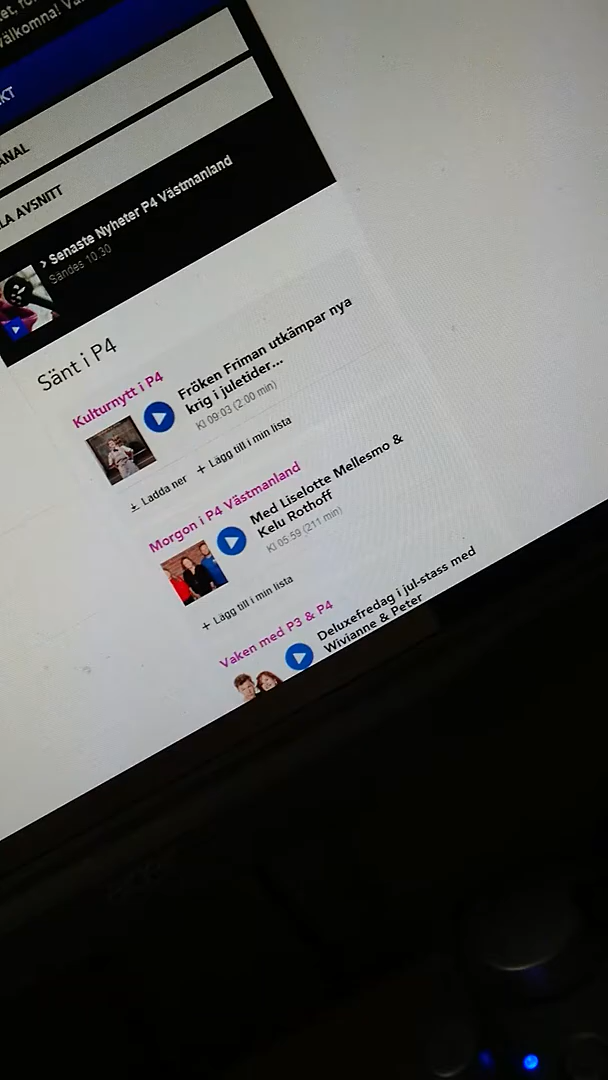 Välkomna!
KT
ANAL
LA AVSNITT
› Senaste Nyheter P4 Västmanland
Sändes 10.30
Sänt i P4
Kulturnytt i P4
Fröken Friman utkämpar nya
krig i juletider...
Kl 09:03 (2:00 min)
Ladda ner + Lägg till i min lista
Morgon i P4 Västmanland
Med Liselotte Mellesmo &
Kelu Rothoff
Kl 05:59 (211 min)
+ Lägg till i min lista
Vaken med P3 & P4
Deluxefredag i jul-stass med
Wivianne & Peter